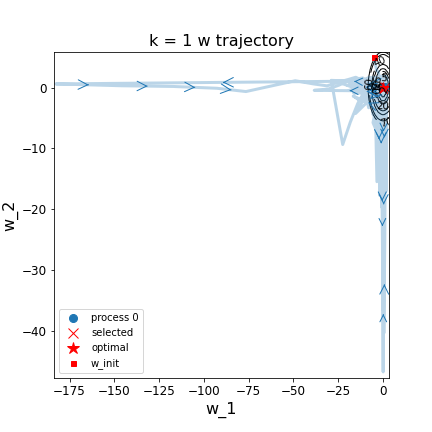 k = 1 w trajectory
w_2
0
−10
−20
−30
−40
process 0
selected
optimal
w_init
−175 −150 −125 −100 −75 −50 −25 0
w_1